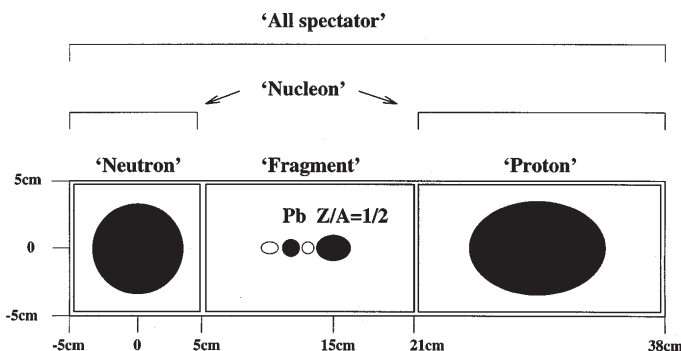 ‘All spectator’
‘Nucleon’
‘Neutron’ ‘Fragment’ ‘Proton’
5cm
Pb Z/A=1/2
0
-5cm
-5cm 0 5cm 15cm 21cm 38cm